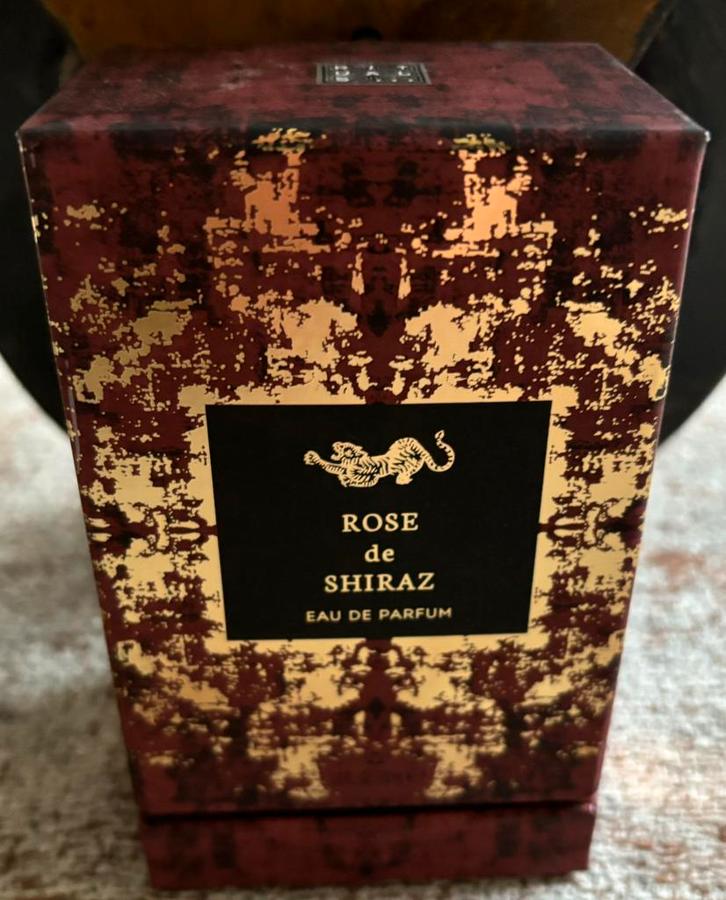 ROSE
de
SHIRAZ
EAU DE PARFUM